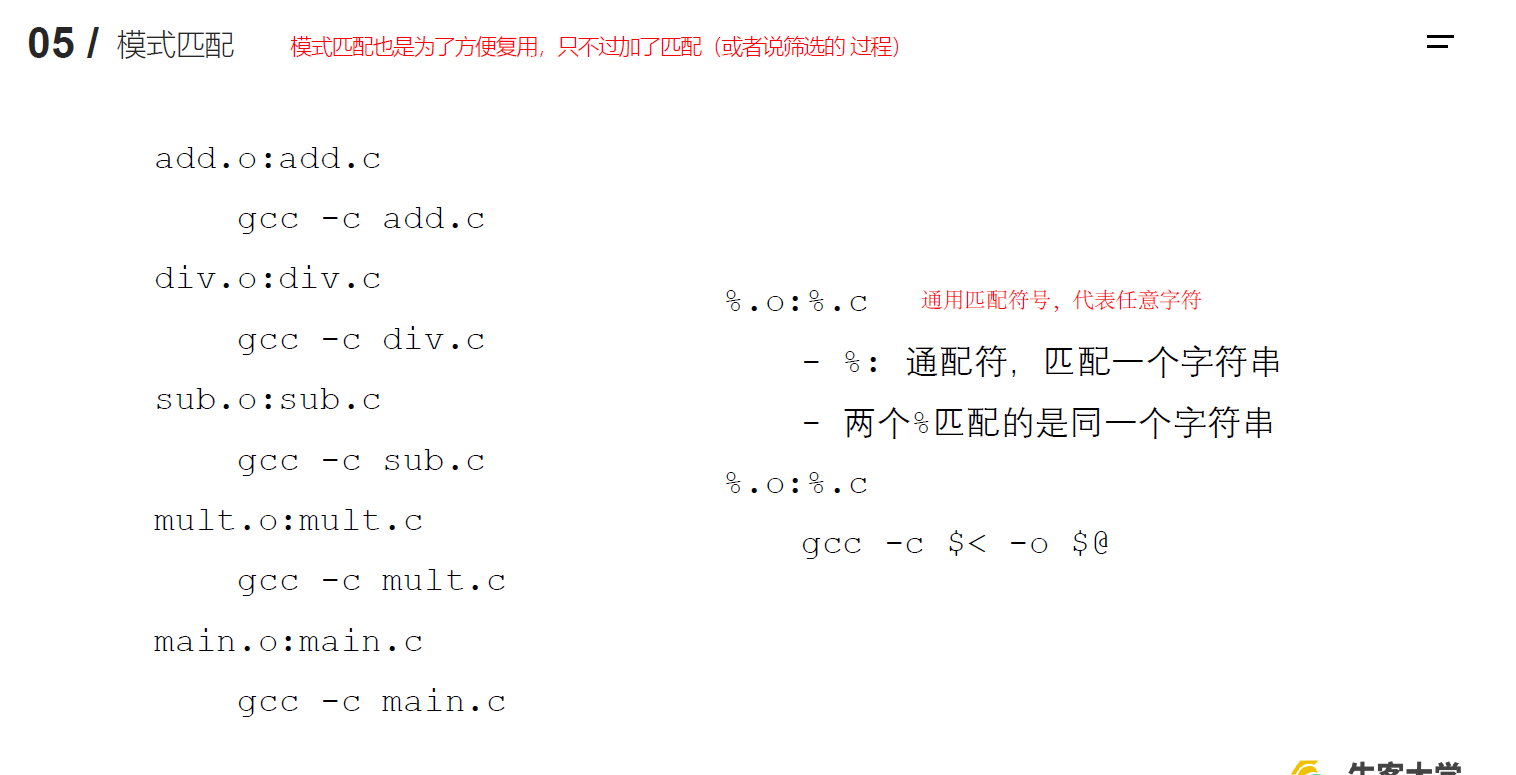 05 / 模式匹配
模式匹配也是为了方便复用，只不过加了匹配（或者说筛选的 过程）
add.o:add.c
gcc -c add.c
div.o:div.c
gcc -c div.c
sub.o:sub.c
gcc -c sub.c
mult.o:mult.c
gcc -c mult.c
main.o:main.c
gcc -c main.c
%.o:%.c
通用匹配符号，代表任意字符
- %: 通配符，匹配一个字符串
- 两个%匹配的是同一个字符串
%.o:%.c
gcc -c $< -o $@
牛客大学